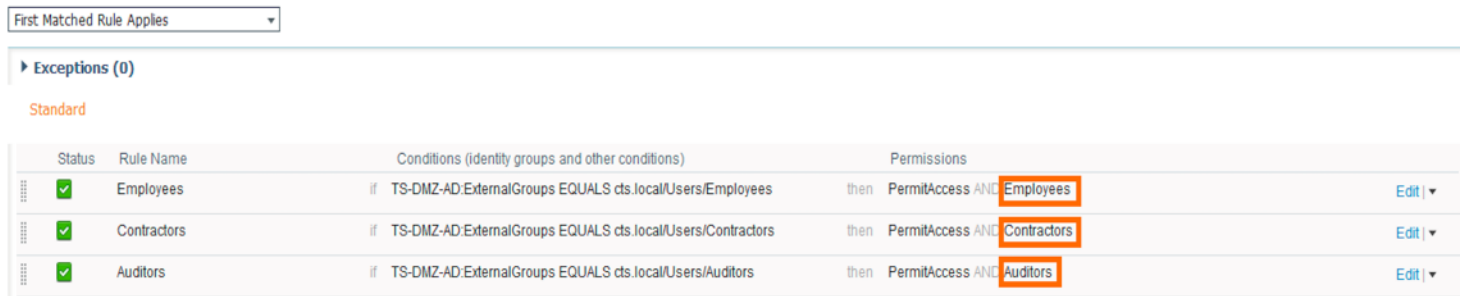 First Matched Rule Applies
Exceptions (0)
Standard
Status Rule Name Conditions (identity groups and other conditions) Permissions
Employees if TS-DMZ-AD:ExternalGroups EQUALS cts.local/Users/Employees then PermitAccess AND Employees Edit |
Contractors if TS-DMZ-AD:ExternalGroups EQUALS cts.local/Users/Contractors then PermitAccess AND Contractors Edit |
Auditors if TS-DMZ-AD:ExternalGroups EQUALS cts.local/Users/Auditors then PermitAccess AND Auditors Edit |